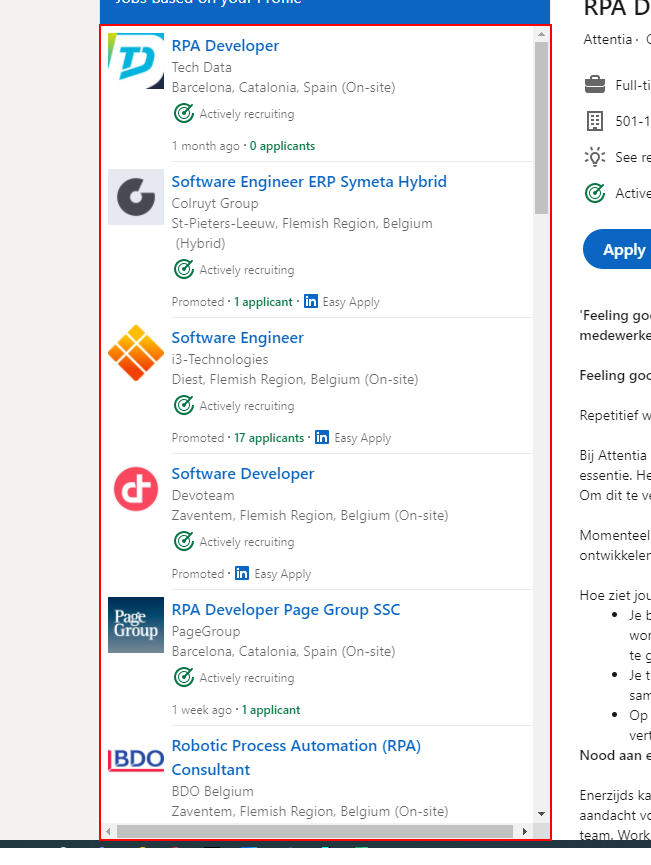 Jobs based on your Profile
RPA Developer
Tech Data
Barcelona, Catalonia, Spain (On-site)
Actively recruiting
1 month ago · 0 applicants
Software Engineer ERP Symeta Hybrid
Colruyt Group
St-Pieters-Leeuw, Flemish Region, Belgium
(Hybrid)
Actively recruiting
Promoted · 1 applicant · in Easy Apply
Software Engineer
i3-Technologies
Diest, Flemish Region, Belgium (On-site)
Actively recruiting
Promoted · 17 applicants · in Easy Apply
Software Developer
Devoteam
Zaventem, Flemish Region, Belgium (On-site)
Actively recruiting
Promoted · in Easy Apply
Page
Group
RPA Developer Page Group SSC
PageGroup
Barcelona, Catalonia, Spain (On-site)
Actively recruiting
1 week ago · 1 applicant
BDO
Robotic Process Automation (RPA)
Consultant
BDO Belgium
Zaventem, Flemish Region, Belgium (On-site)
RPA D
Attentia ·
Full-ti
501-1
See re
Active
Apply
'Feeling goo
medewerke
Feeling goo
Repetitief w
Bij Attentia
essentie. He
Om dit te ve
Momenteel
ontwikkelen
Hoe ziet jou
• Je b
wor
te g
• Je t
sam
• Op
vert
Nood aan e
Enerzijds ka
aandacht vo
team. Work